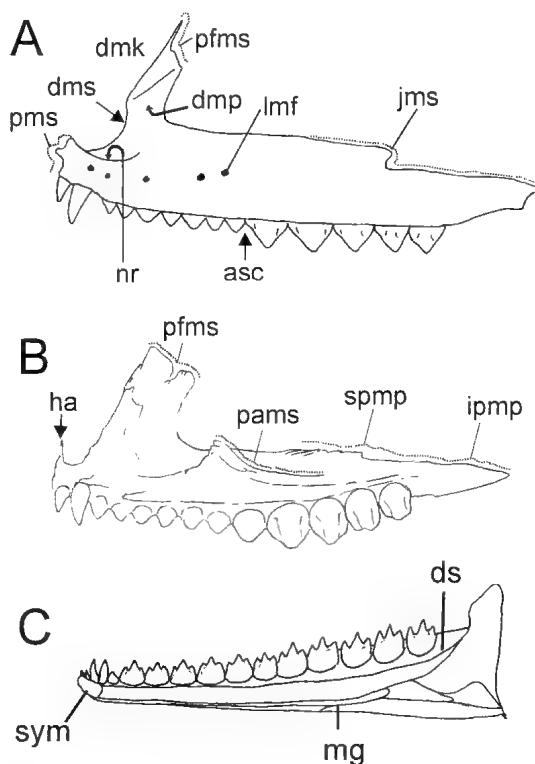 A
dmk
pfms
dms
dmp
lmf
jms
pms
nr
asc
B
pfms
ha
pams
spmp
ipmp
C
ds
sym
mg